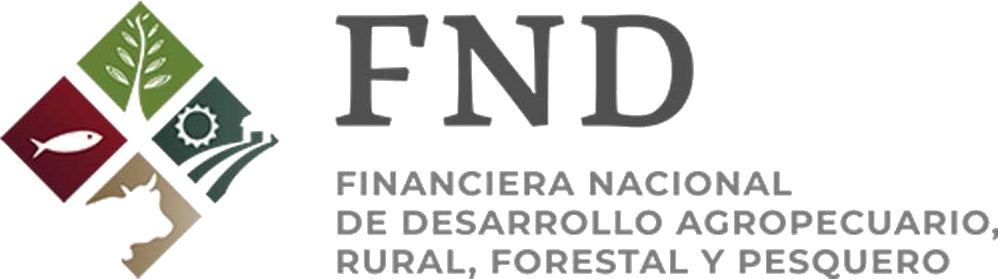 FND
FINANCIERA NACIONAL
DE DESARROLLO AGROPECUARIO,
RURAL, FORESTAL Y PESQUERO